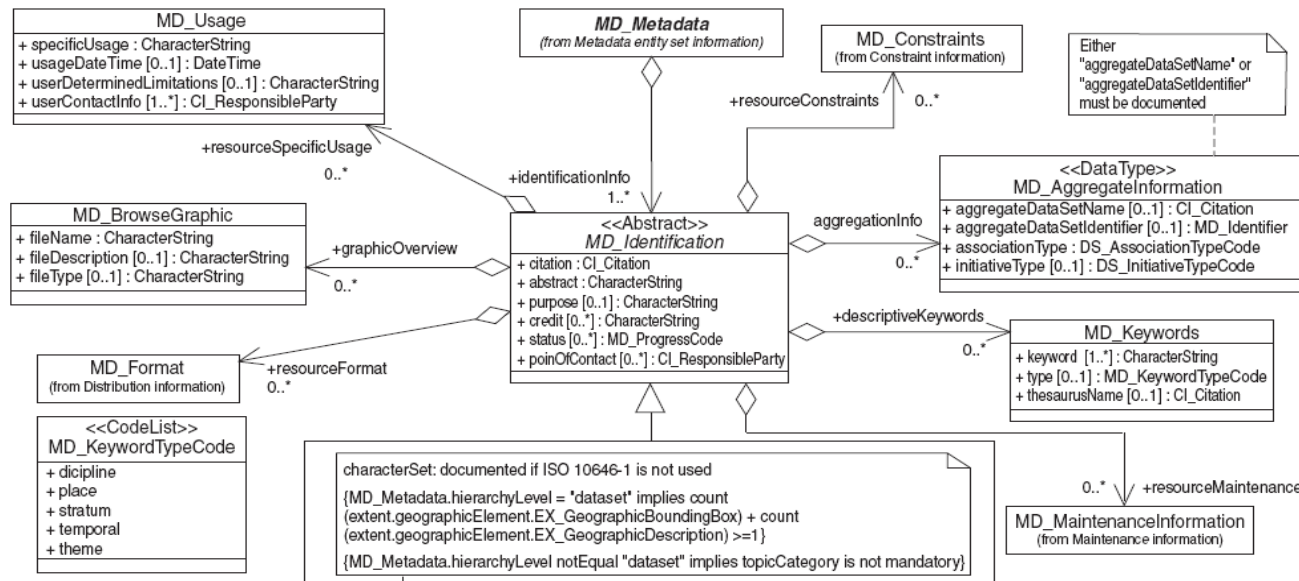 MD_Usage
+ specificUsage : CharacterString
+ usageDateTime [0..1] : DateTime
+ userDeterminedLimitations [0..1] : CharacterString
+ userContactInfo [1..*] : CI_ResponsibleParty
MD_Metadata
(from Metadata entity set information)
MD_Constraints
(from Constraint information)
Either
"aggregateDataSetName" or
"aggregateDataSetIdentifier"
must be documented
+resourceConstraints
0..*
+resourceSpecificUsage
0..*
+identificationInfo
1..*
<<DataType>>
MD_AggregateInformation
+ aggregateDataSetName [0..1] : CI_Citation
+ aggregateDataSetIdentifier [0..1] : MD_Identifier
+ associationType : DS_AssociationTypeCode
+ initiativeType [0..1] : DS_InitiativeTypeCode
MD_BrowseGraphic
+ fileName : CharacterString
+ fileDescription [0..1] : CharacterString
+ fileType [0..1] : CharacterString
+graphicOverview
0..*
<<Abstract>>
MD_Identification
+ citation : CI_Citation
+ abstract : CharacterString
+ purpose [0..1] : CharacterString
+ credit [0..*] : CharacterString
+ status [0..*] : MD_ProgressCode
+ poinOfContact [0..*] : CI_ResponsibleParty
aggregationInfo
0..*
+descriptiveKeywords
0..*
MD_Keywords
+ keyword [1..*] : CharacterString
+ type [0..1] : MD_KeywordTypeCode
+ thesaurusName [0..1] : CI_Citation
MD_Format
(from Distribution information)
+resourceFormat
0..*
<<CodeList>>
MD_KeywordTypeCode
+ dicipline
+ place
+ stratum
+ temporal
+ theme
characterSet: documented if ISO 10646-1 is not used
{MD_Metadata.hierarchyLevel = "dataset" implies count
(extent.geographicElement.EX_GeographicBoundingBox) + count
(extent.geographicElement.EX_GeographicDescription) >=1}
{MD_Metadata.hierarchyLevel notEqual "dataset" implies topicCategory is not mandatory}
0..*
+resourceMaintenance
MD_MaintenanceInformation
(from Maintenance information)